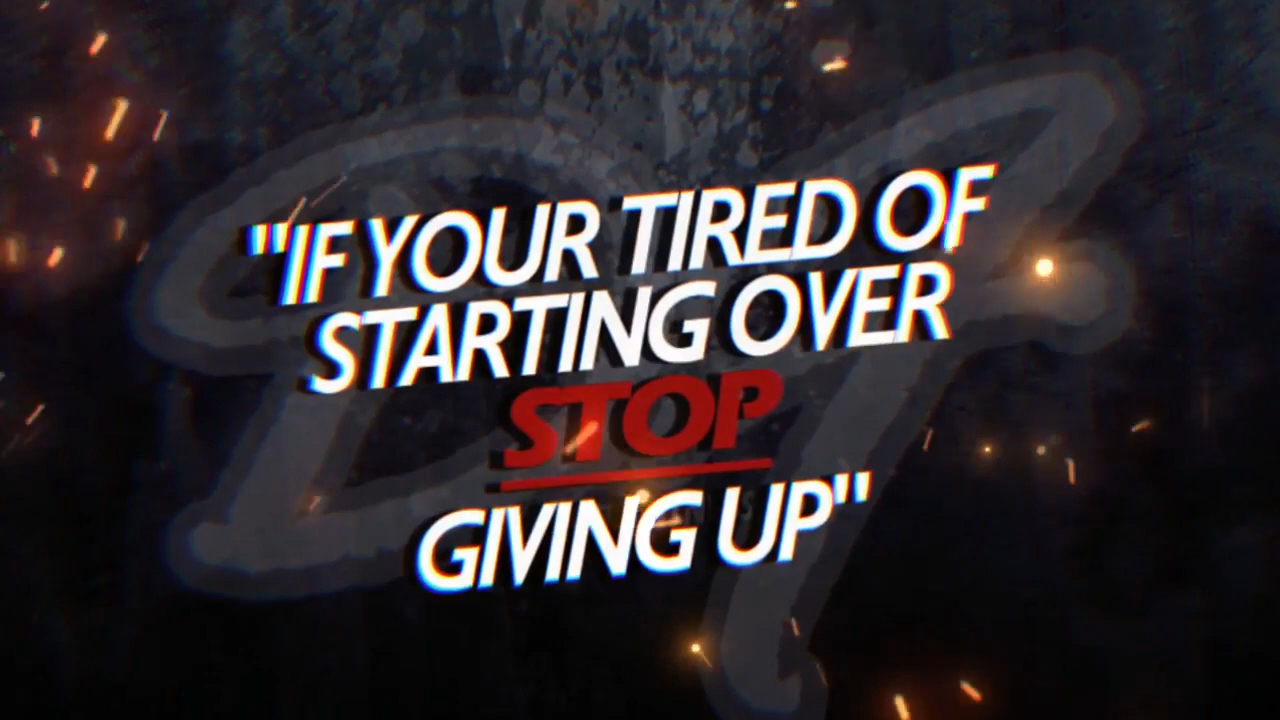 "IF YOUR TIRED OF
STARTING OVER
STOP
GIVING UP"